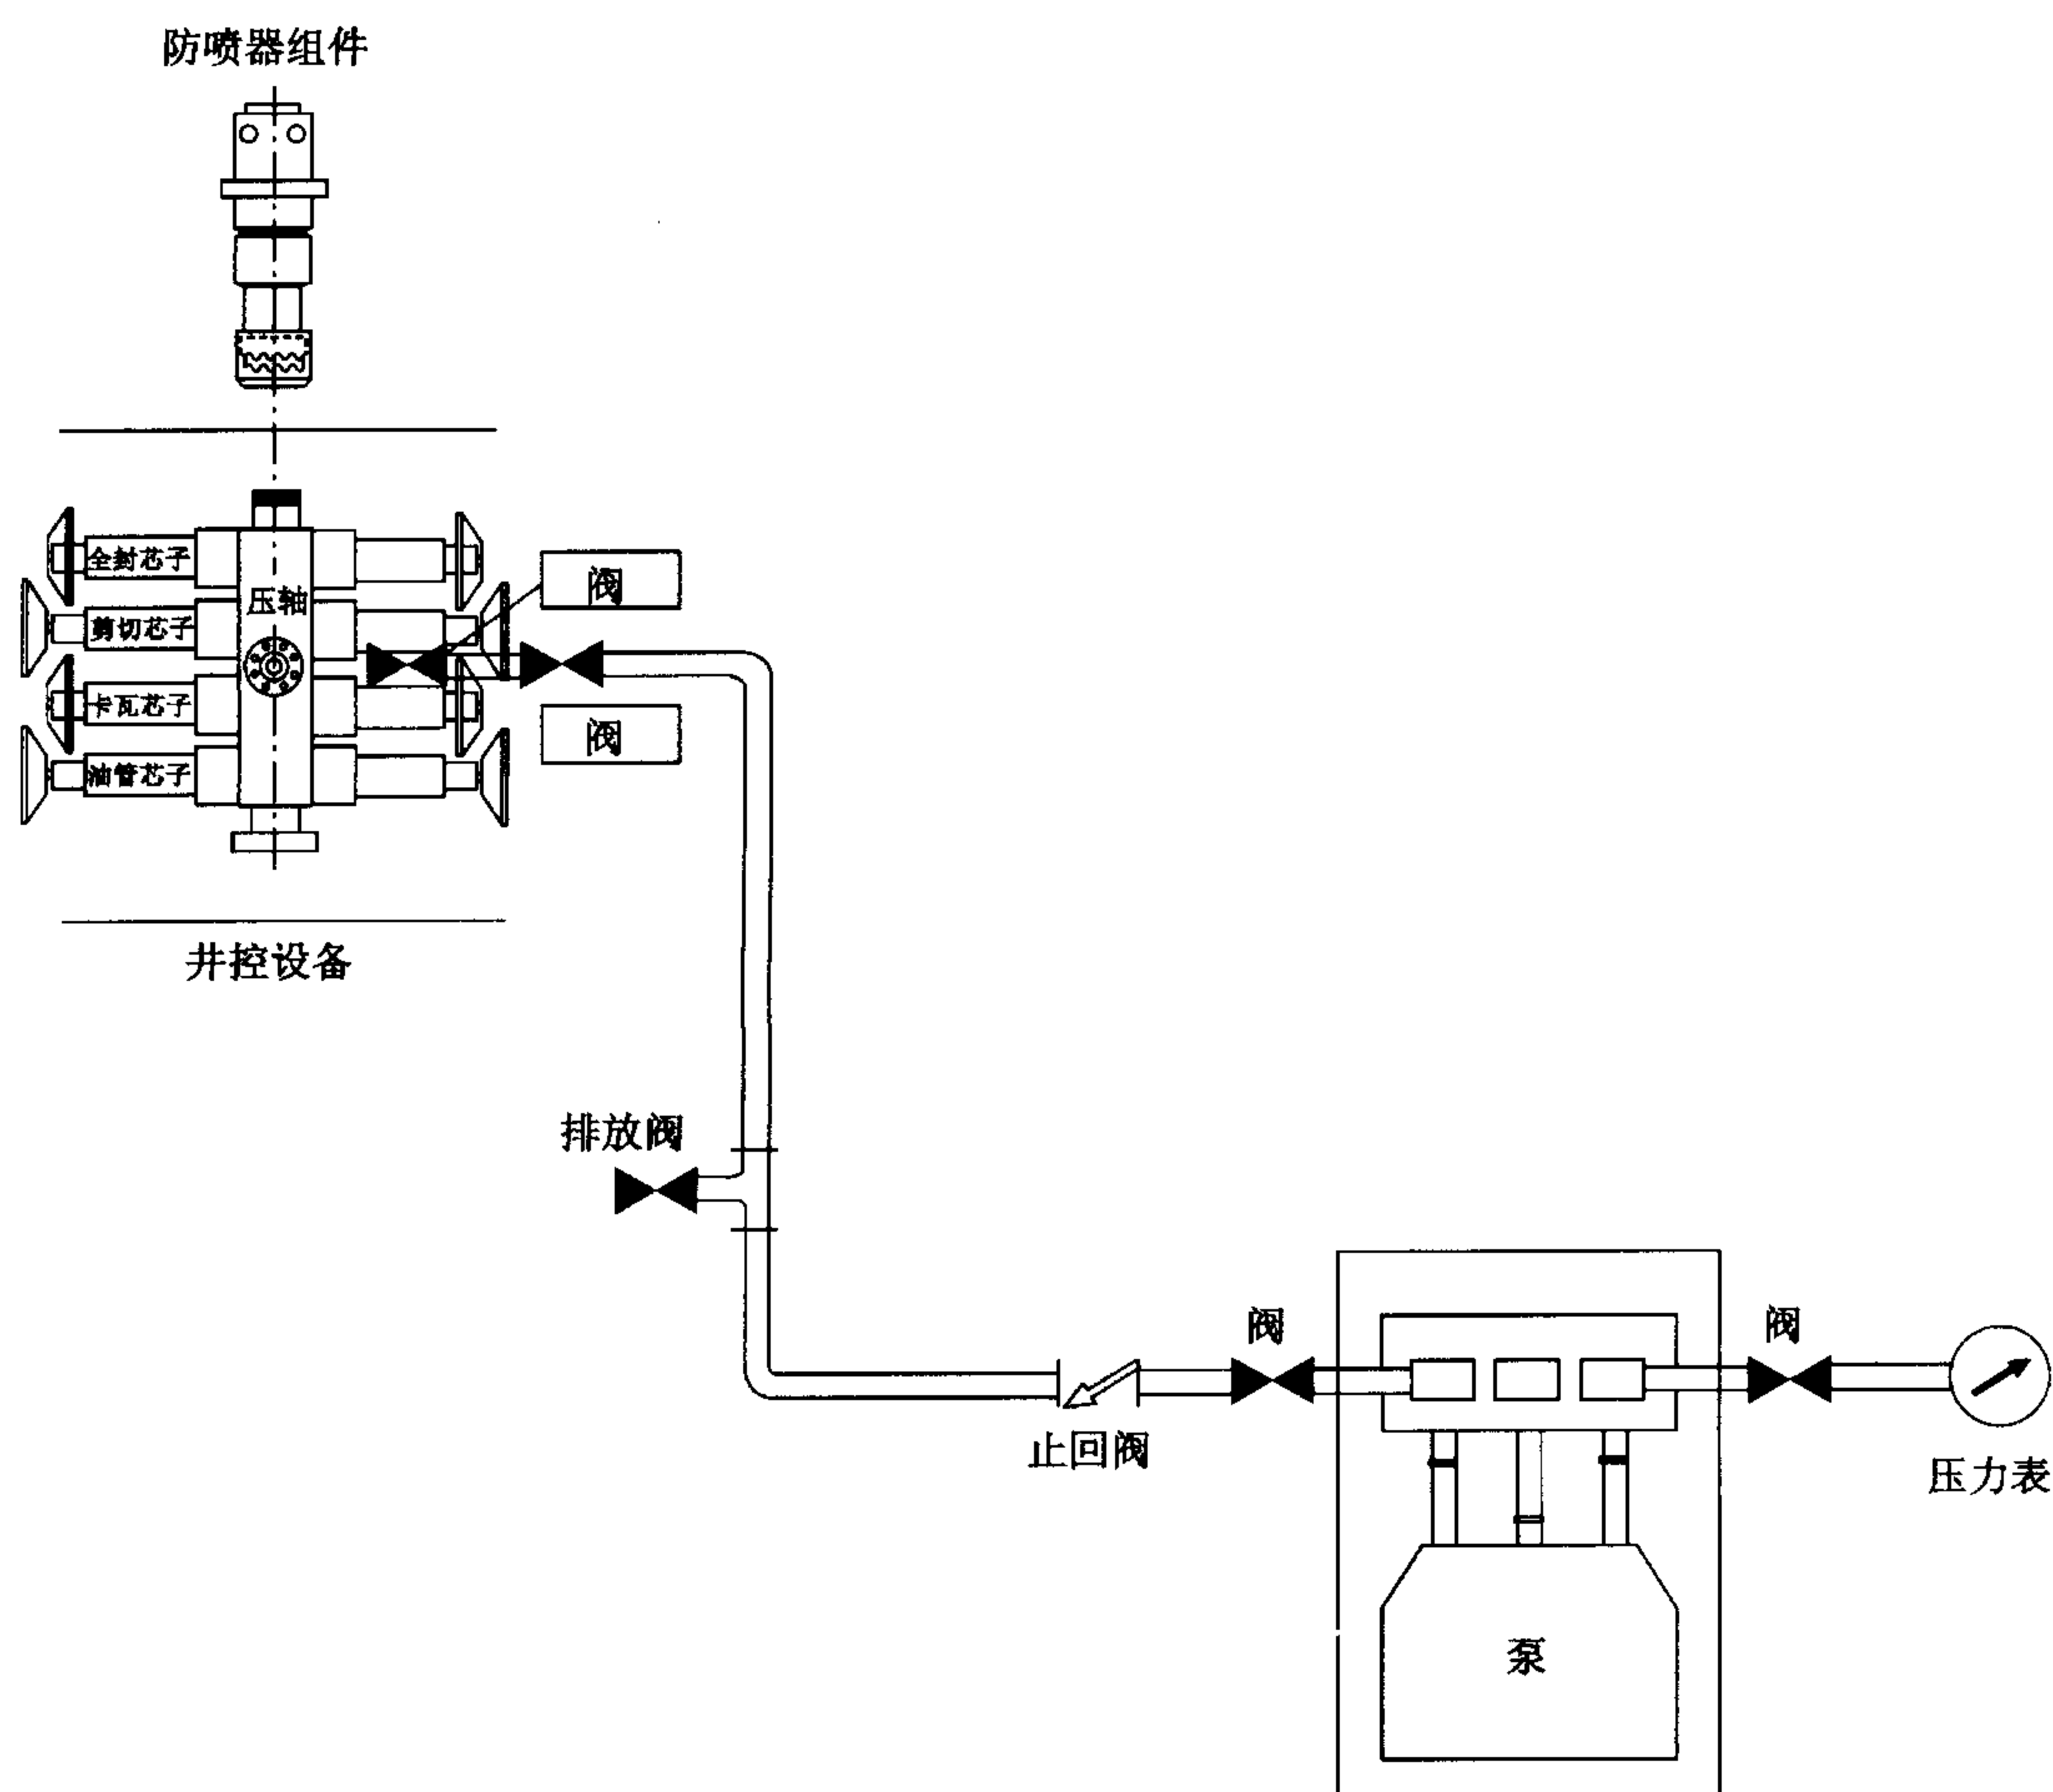 防喷器组件
全封芯子
压轴
剪切芯子
卡瓦芯子
油管芯子
阀
阀
井控设备
排放阀
止回阀
阀
阀
压力表
泵